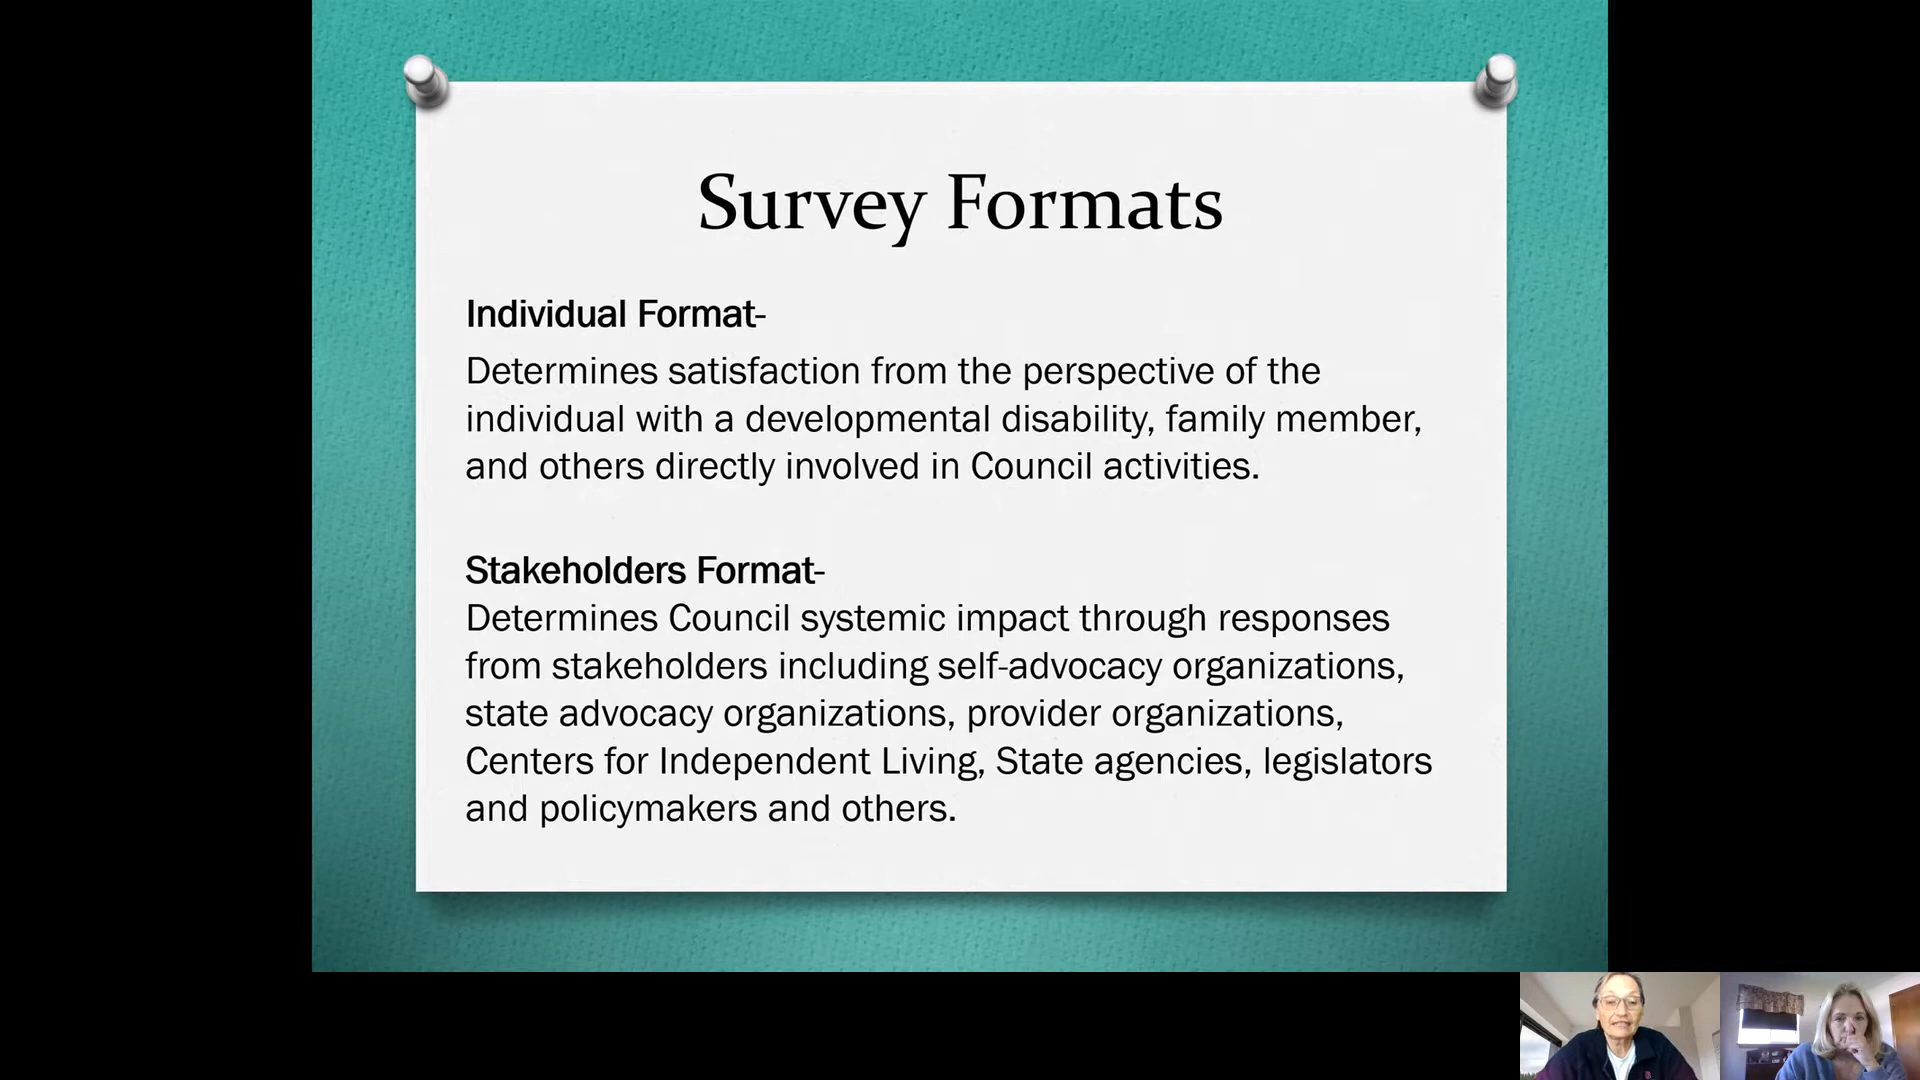 Survey Formats
Individual Format-
Determines satisfaction from the perspective of the
individual with a developmental disability, family member,
and others directly involved in Council activities.
Stakeholders Format-
Determines Council systemic impact through responses
from stakeholders including self-advocacy organizations,
state advocacy organizations, provider organizations,
Centers for Independent Living, State agencies, legislators
and policymakers and others.